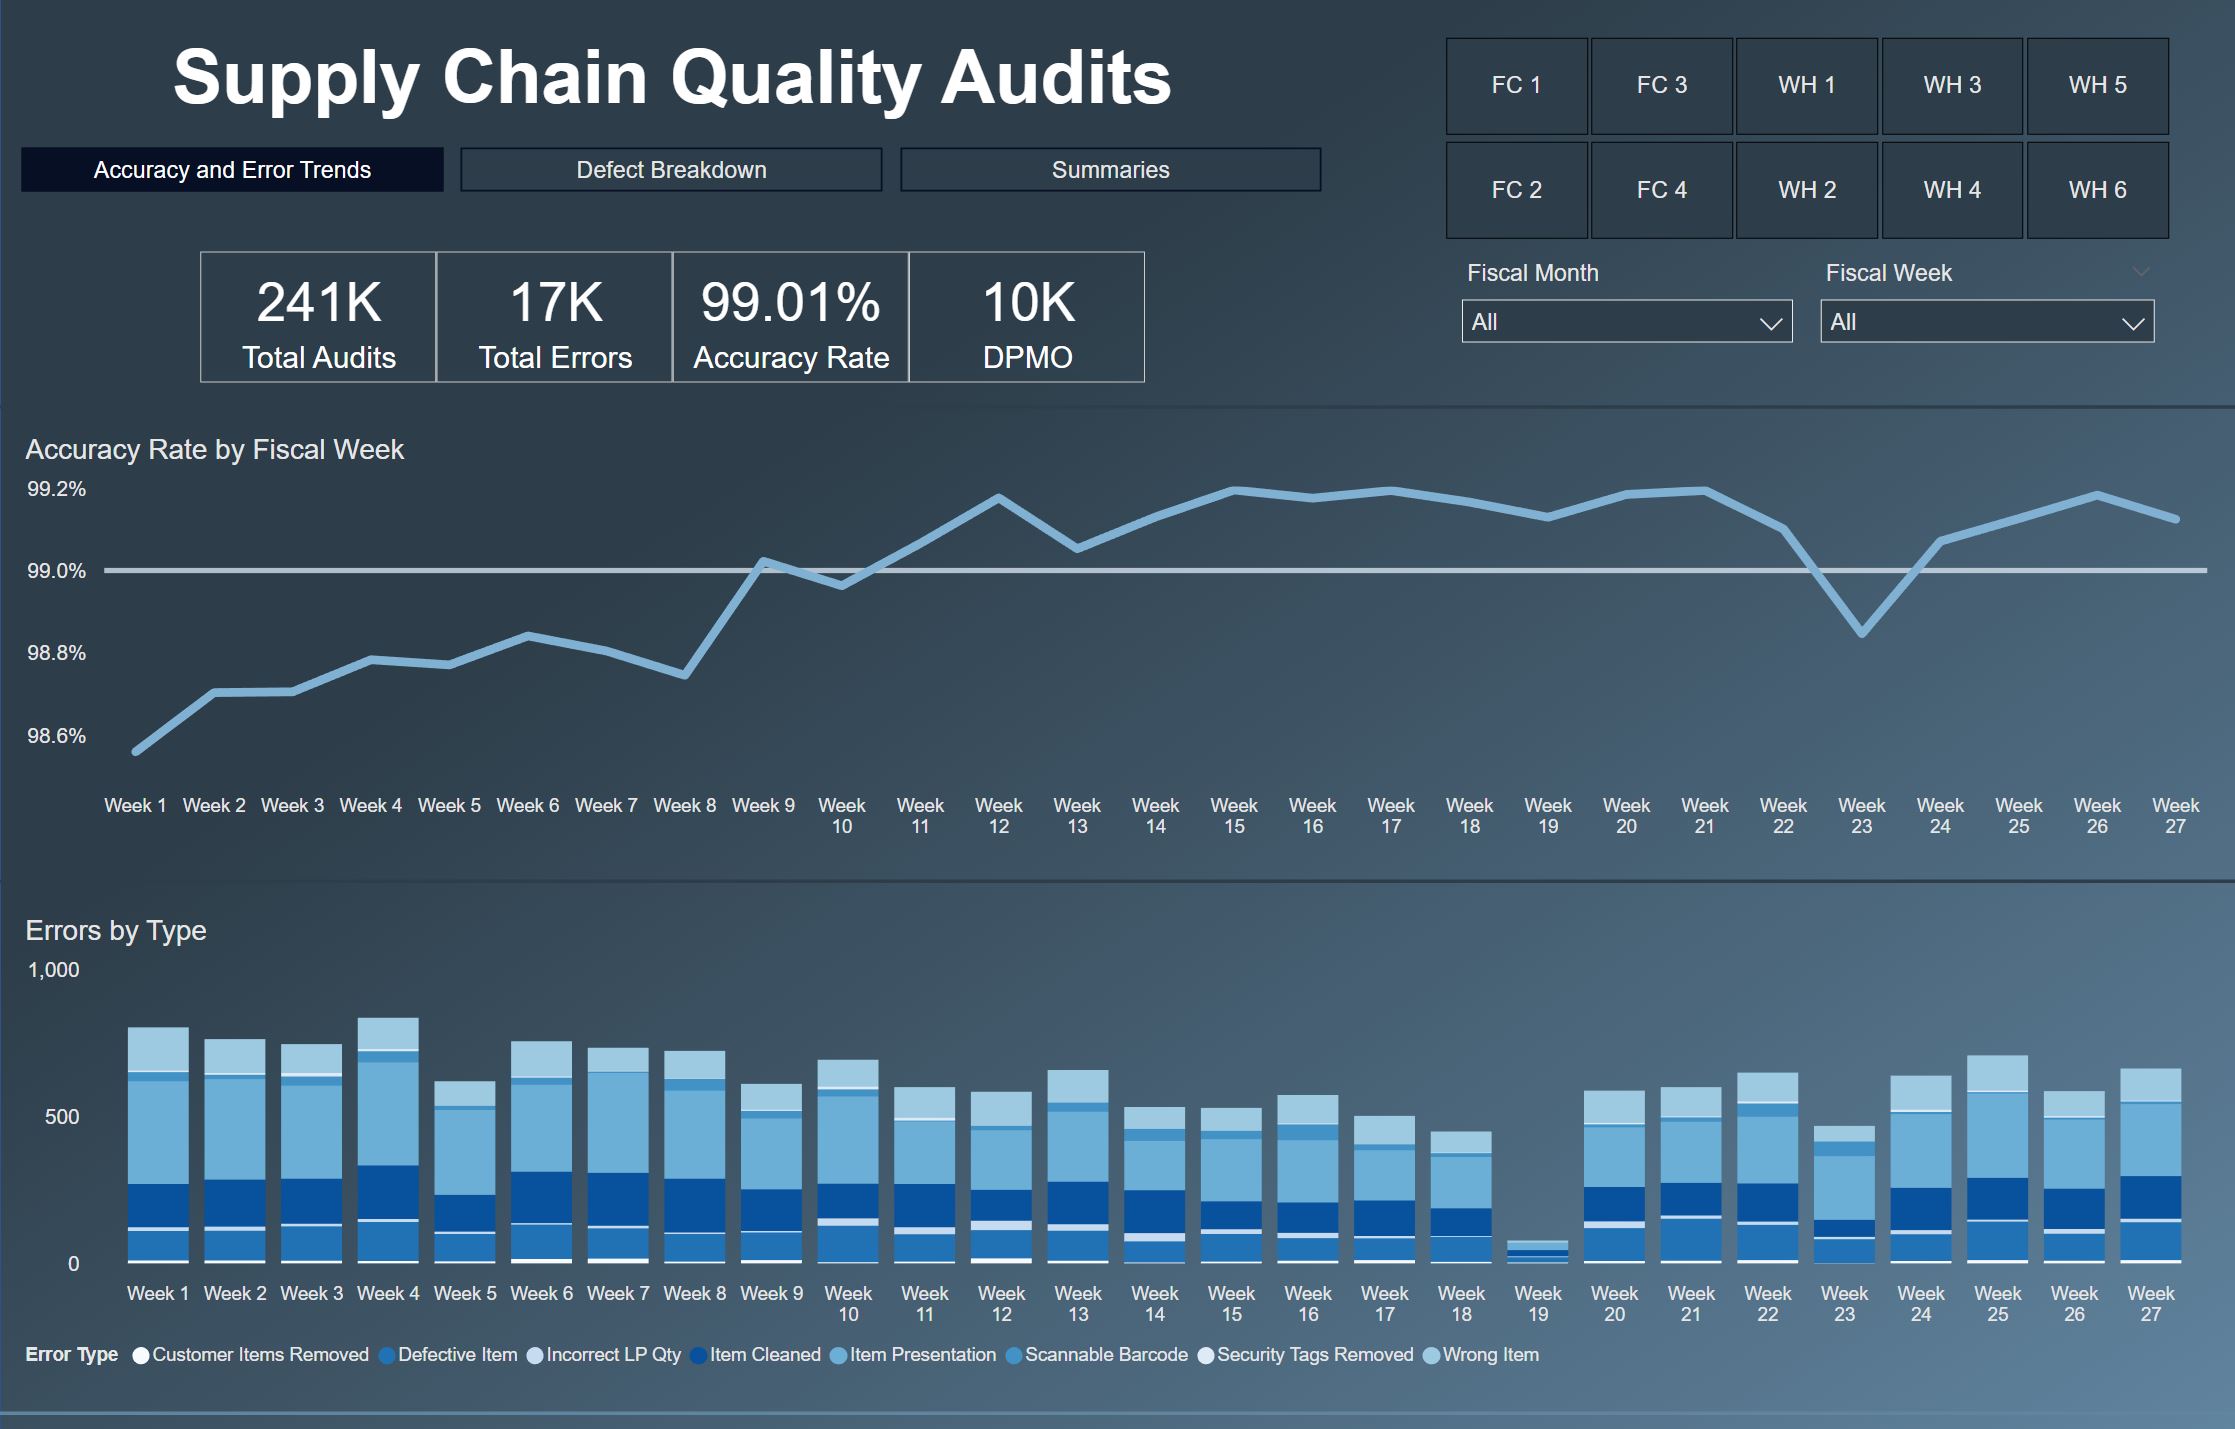 Supply Chain Quality Audits
FC 1
FC 3
WH 1
WH 3
WH 5
FC 2
FC 4
WH 2
WH 4
WH 6
Accuracy and Error Trends
Defect Breakdown
Summaries
Fiscal Month
Fiscal Week
All
All
241K
Total Audits
17K
Total Errors
99.01%
Accuracy Rate
10K
DPMO
Accuracy Rate by Fiscal Week
99.2%
99.0%
98.8%
98.6%
Week 1
Week 2
Week 3
Week 4
Week 5
Week 6
Week 7
Week 8
Week 9
Week
10
Week
11
Week
12
Week
13
Week
14
Week
15
Week
16
Week
17
Week
18
Week
19
Week
20
Week
21
Week
22
Week
23
Week
24
Week
25
Week
26
Week
27
Errors by Type
1,000
500
0
Week 1
Week 2
Week 3
Week 4
Week 5
Week 6
Week 7
Week 8
Week 9
Week
10
Week
11
Week
12
Week
13
Week
14
Week
15
Week
16
Week
17
Week
18
Week
19
Week
20
Week
21
Week
22
Week
23
Week
24
Week
25
Week
26
Week
27
Error Type
Customer Items Removed
Defective Item
Incorrect LP Qty
Item Cleaned
Item Presentation
Scannable Barcode
Security Tags Removed
Wrong Item